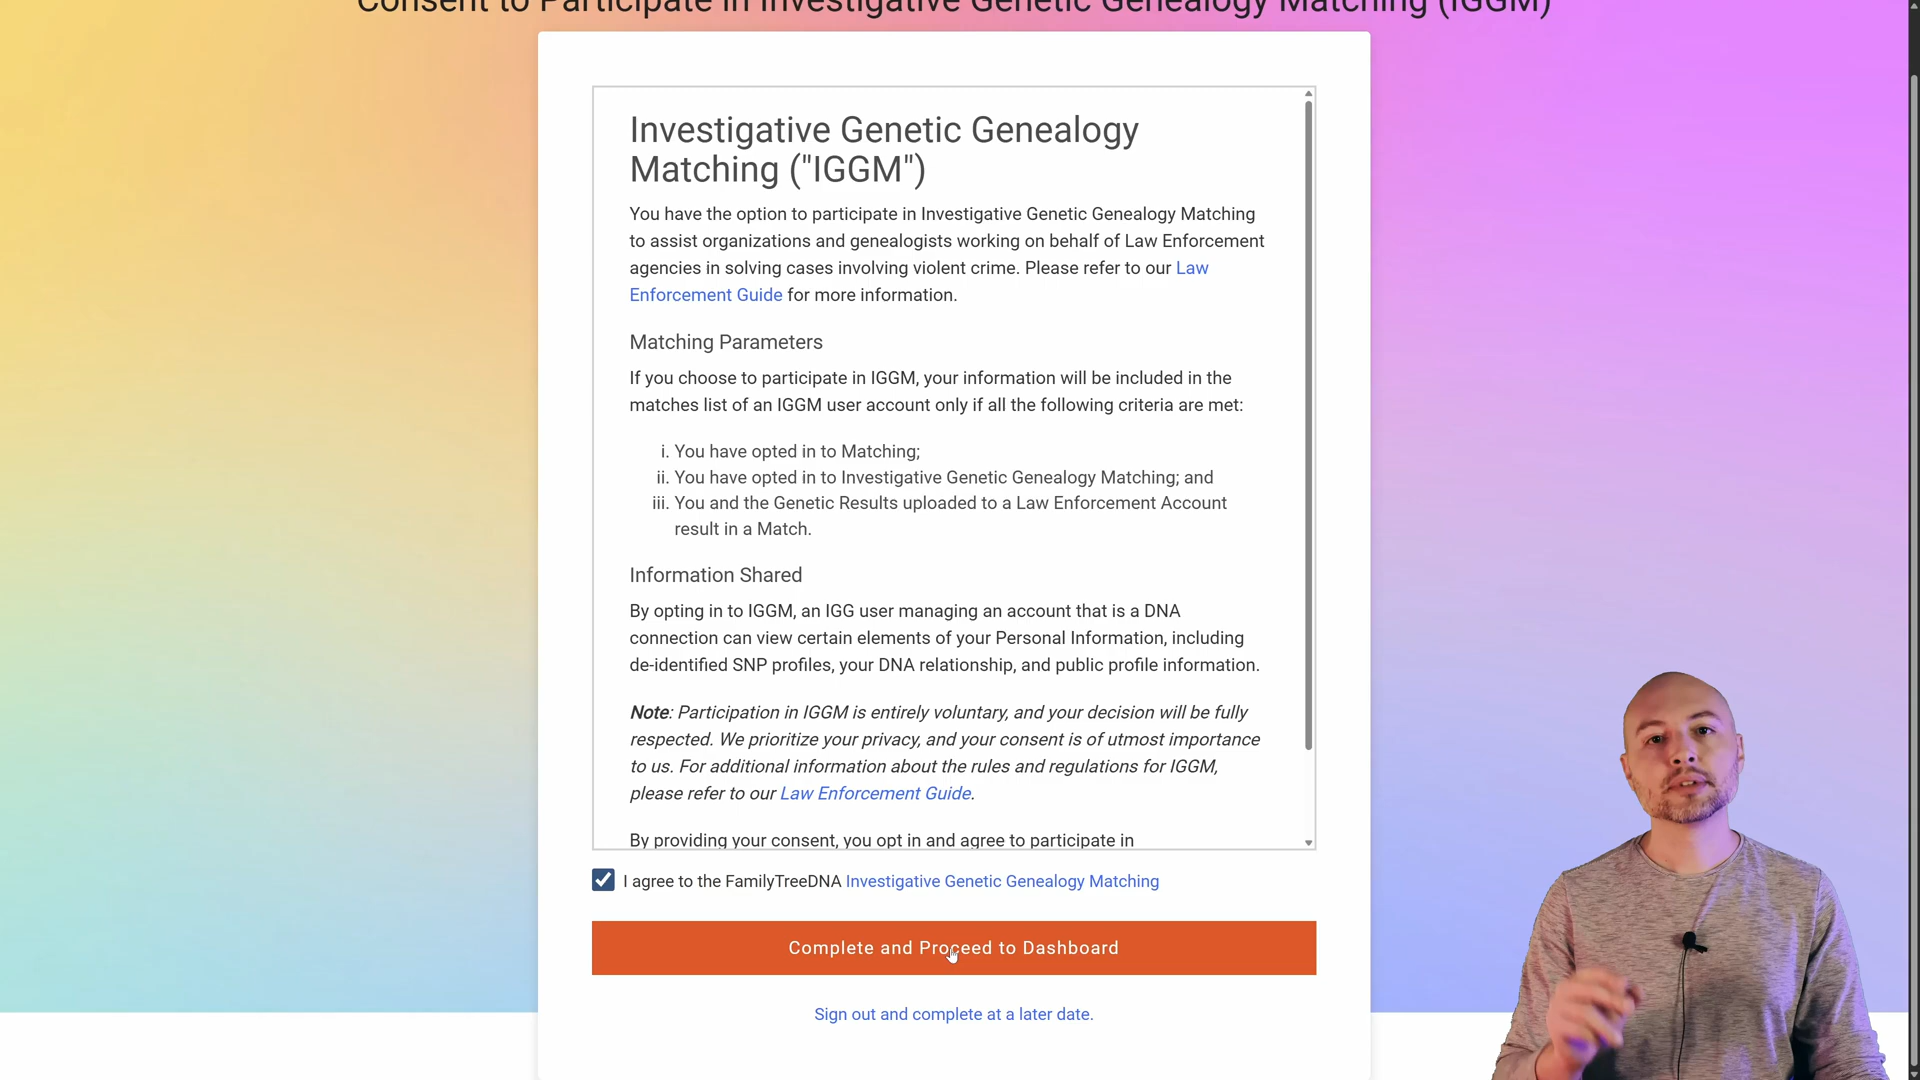 Consent to Participate in Investigative Genetic Genealogy Matching (IGGM)
Investigative Genetic Genealogy
Matching ("IGGM")
You have the option to participate in Investigative Genetic Genealogy Matching
to assist organizations and genealogists working on behalf of Law Enforcement
agencies in solving cases involving violent crime. Please refer to our Law
Enforcement Guide for more information.
Matching Parameters
If you choose to participate in IGGM, your information will be included in the
matches list of an IGGM user account only if all the following criteria are met:
i. You have opted in to Matching;
ii. You have opted in to Investigative Genetic Genealogy Matching; and
iii. You and the Genetic Results uploaded to a Law Enforcement Account
result in a Match.
Information Shared
By opting in to IGGM, an IGG user managing an account that is a DNA
connection can view certain elements of your Personal Information, including
de-identified SNP profiles, your DNA relationship, and public profile information.
Note: Participation in IGGM is entirely voluntary, and your decision will be fully
respected. We prioritize your privacy, and your consent is of utmost importance
to us. For additional information about the rules and regulations for IGGM,
please refer to our Law Enforcement Guide.
By providing your consent, you opt in and agree to participate in
I agree to the FamilyTreeDNA Investigative Genetic Genealogy Matching
Complete and Proceed to Dashboard
Sign out and complete at a later date.